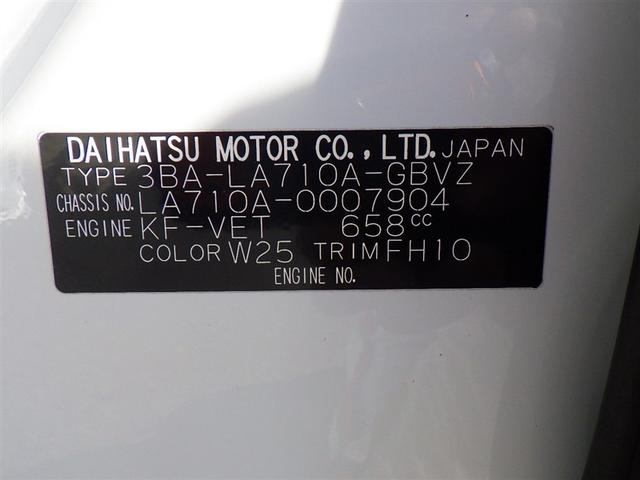 DAIHATSU MOTOR CO., LTD. JAPAN
TYPE 3BA-LA710A-GBVZ
CHASSIS NO. LA710A-0007904
ENGINE KF-VET 658CC
COLOR W25 TRIM FH10
ENGINE NO.